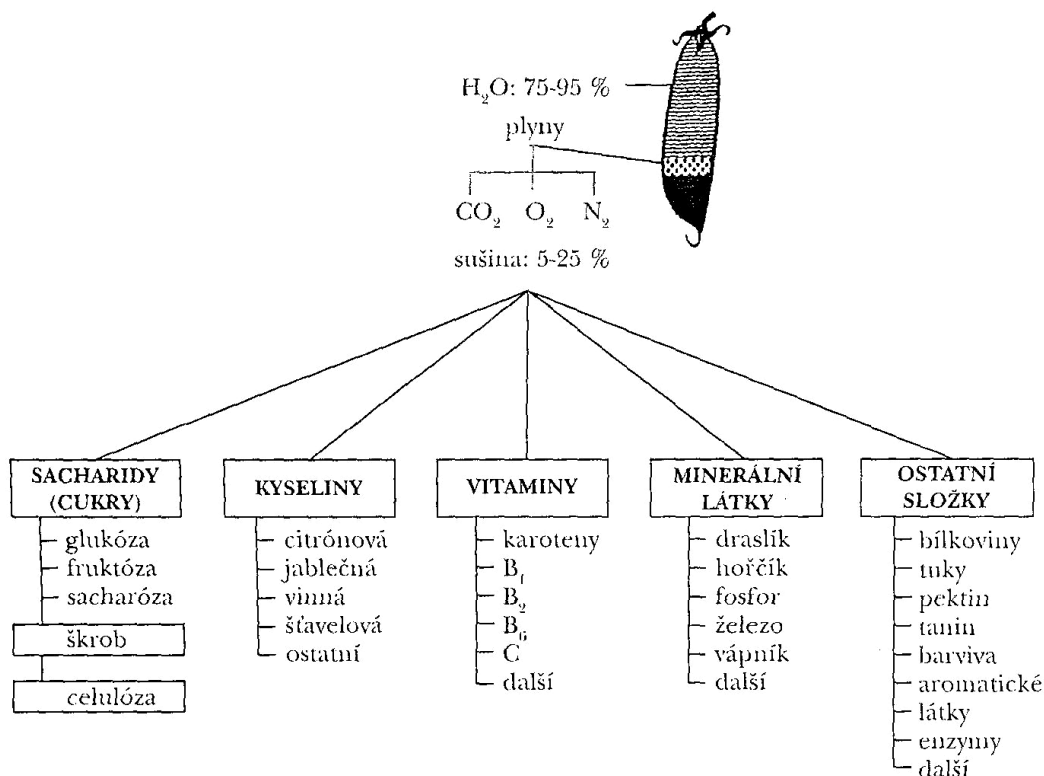 H₂O: 75-95 %
plyny
CO₂ O₂ N₂
sušina: 5-25 %
SACHARIDY
(CUKRY)
glukóza
fruktóza
sacharóza
škrob
celulóza
KYSELINY
citrónová
jablečná
vinná
šťavelová
ostatní
VITAMINY
karoteny
B₁
B₂
B₆
C
další
MINERÁLNÍ
LÁTKY
draslík
hořčík
fosfor
železo
vápník
další
OSTATNÍ
SLOŽKY
bílkoviny
tuky
pektin
tanin
barviva
aromatické
látky
enzymy
další